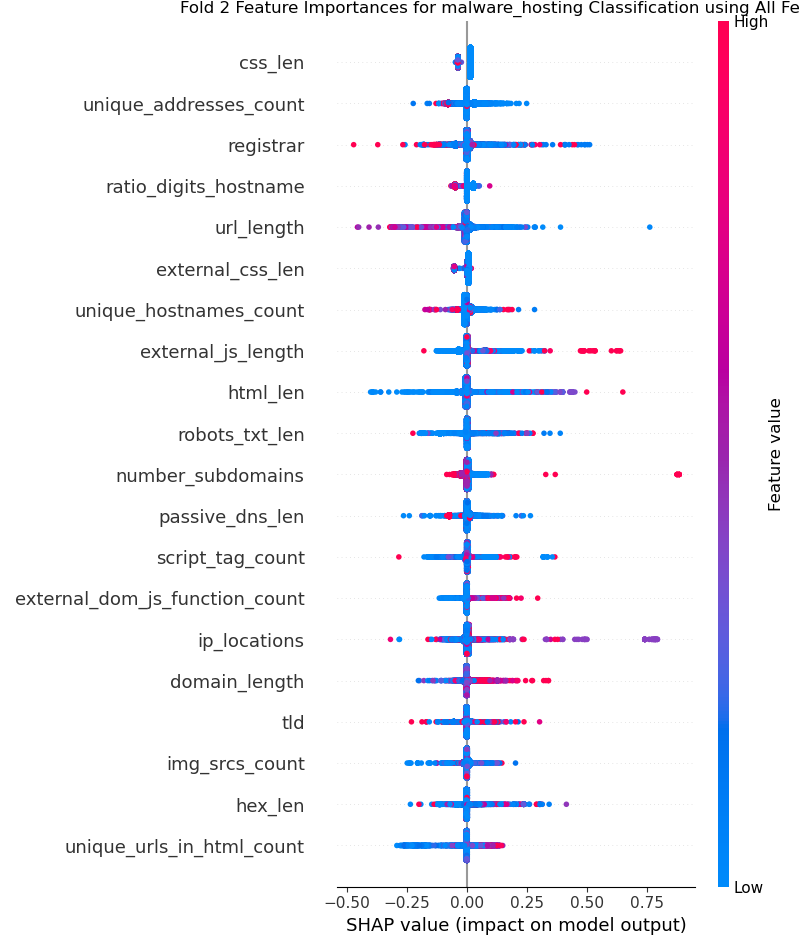 Fold 2 Feature Importances for malware_hosting Classification using All Fe
High
css_len
unique_addresses_count
registrar
ratio_digits_hostname
url_length
external_css_len
unique_hostnames_count
external_js_length
html_len
robots_txt_len
number_subdomains
passive_dns_len
script_tag_count
external_dom_js_function_count
ip_locations
domain_length
tld
img_srcs_count
hex_len
unique_urls_in_html_count
Feature value
Low
−0.50 −0.25 0.00 0.25 0.50 0.75
SHAP value (impact on model output)